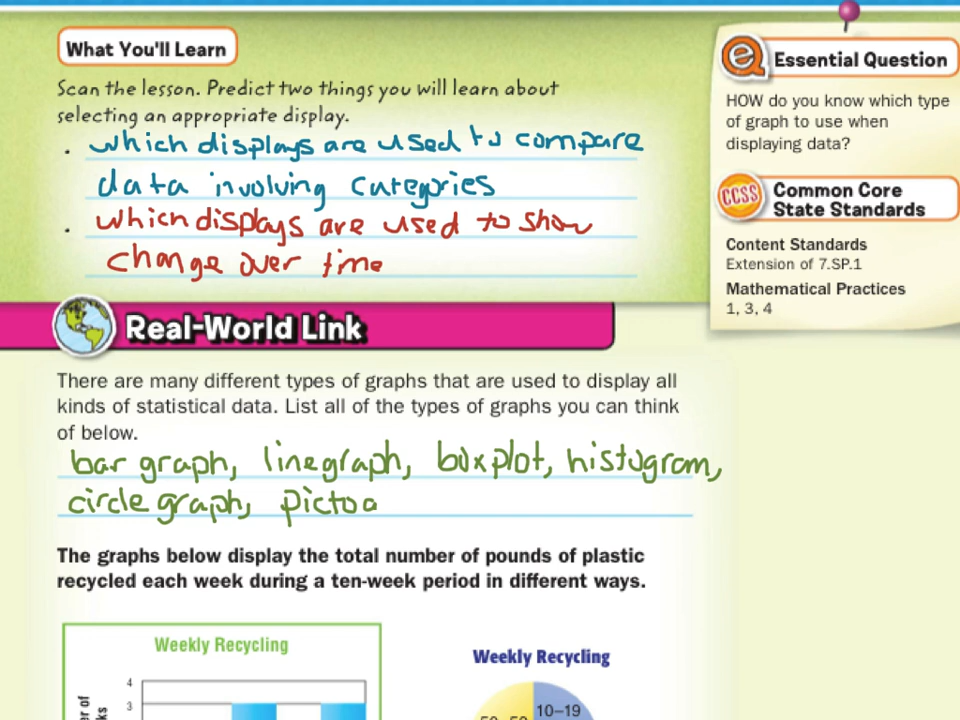 What You'll Learn
Scan the lesson. Predict two things you will learn about
selecting an appropriate display.
. which displays are used to compare
data involving categories
. which displays are used to show
change over time
e Essential Question
HOW do you know which type
of graph to use when
displaying data?
CCSS Common Core
State Standards
Content Standards
Extension of 7.SP.1
Mathematical Practices
1, 3, 4
Real-World Link
There are many different types of graphs that are used to display all
kinds of statistical data. List all of the types of graphs you can think
of below.
bar graph, line graph, box plot, histogram,
circle graph, pictog
The graphs below display the total number of pounds of plastic
recycled each week during a ten-week period in different ways.
Weekly Recycling
4
3
Weekly Recycling
10–19